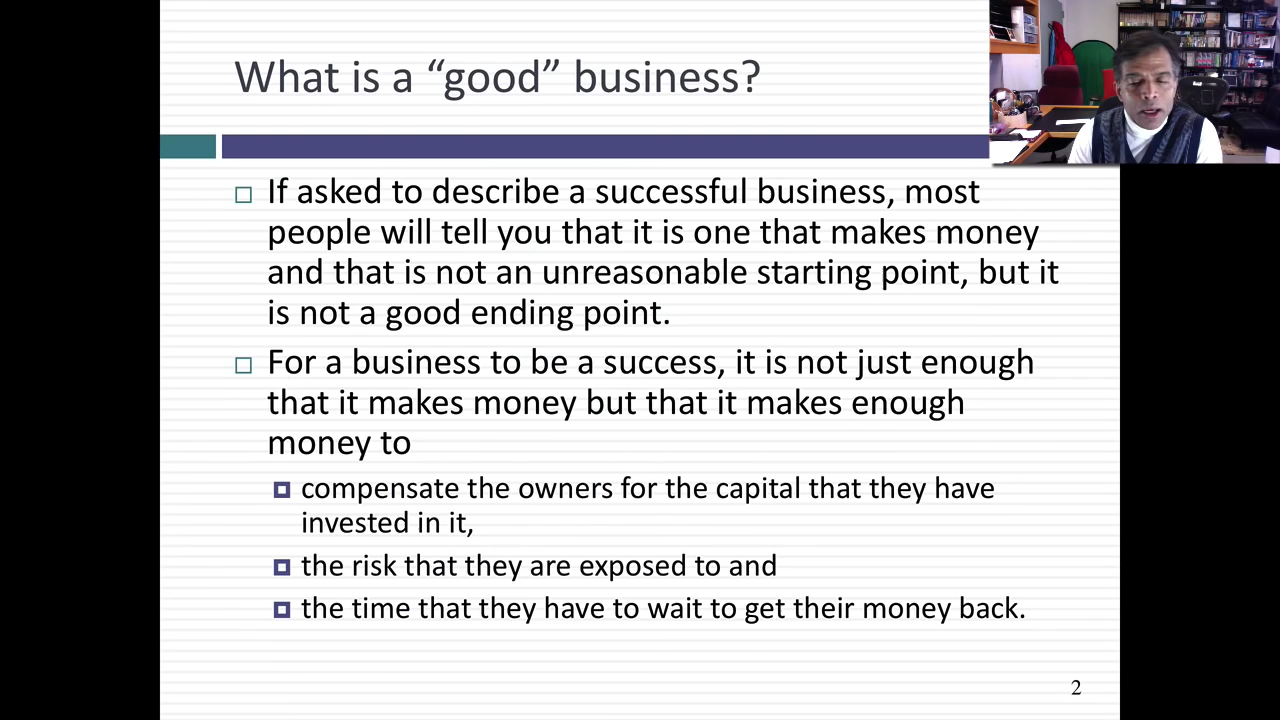 What is a “good” business?
If asked to describe a successful business, most
people will tell you that it is one that makes money
and that is not an unreasonable starting point, but it
is not a good ending point.
For a business to be a success, it is not just enough
that it makes money but that it makes enough
money to
compensate the owners for the capital that they have
invested in it,
the risk that they are exposed to and
the time that they have to wait to get their money back.
2